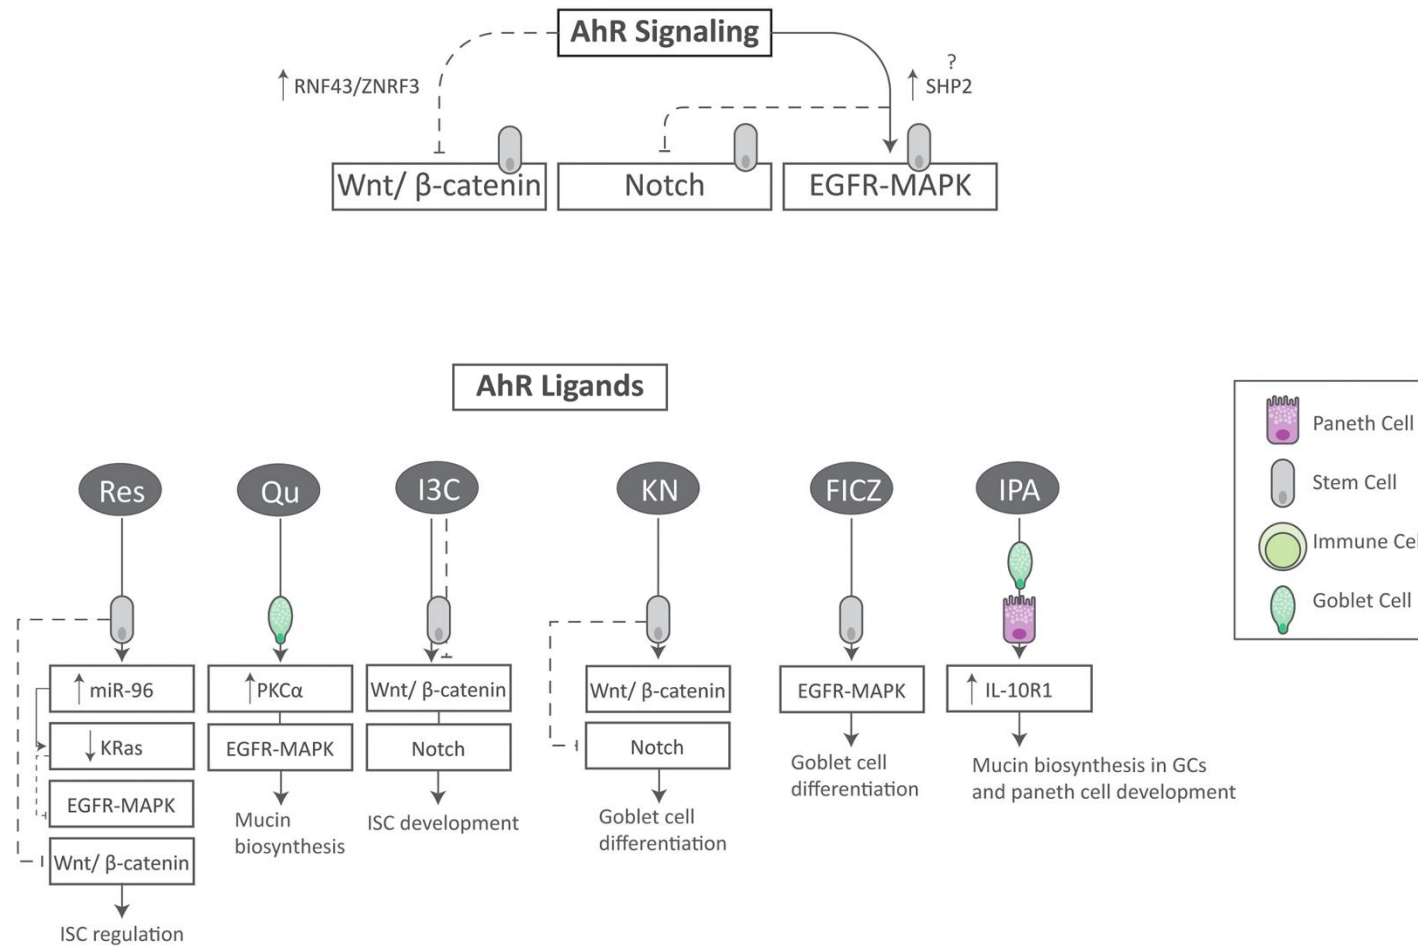 AhR Signaling
↑ RNF43/ZNRF3
?
↑ SHP2
Wnt/ β-catenin
Notch
EGFR-MAPK
AhR Ligands
Paneth Cell
Stem Cell
Immune Cel
Goblet Cell
Res
Qu
I3C
KN
FICZ
IPA
↑ miR-96
↓ KRas
EGFR-MAPK
Wnt/ β-catenin
ISC regulation
↑ PKCα
EGFR-MAPK
Mucin
biosynthesis
Wnt/ β-catenin
Notch
ISC development
Wnt/ β-catenin
Notch
Goblet cell
differentiation
EGFR-MAPK
Goblet cell
differentiation
↑ IL-10R1
Mucin biosynthesis in GCs
and paneth cell development